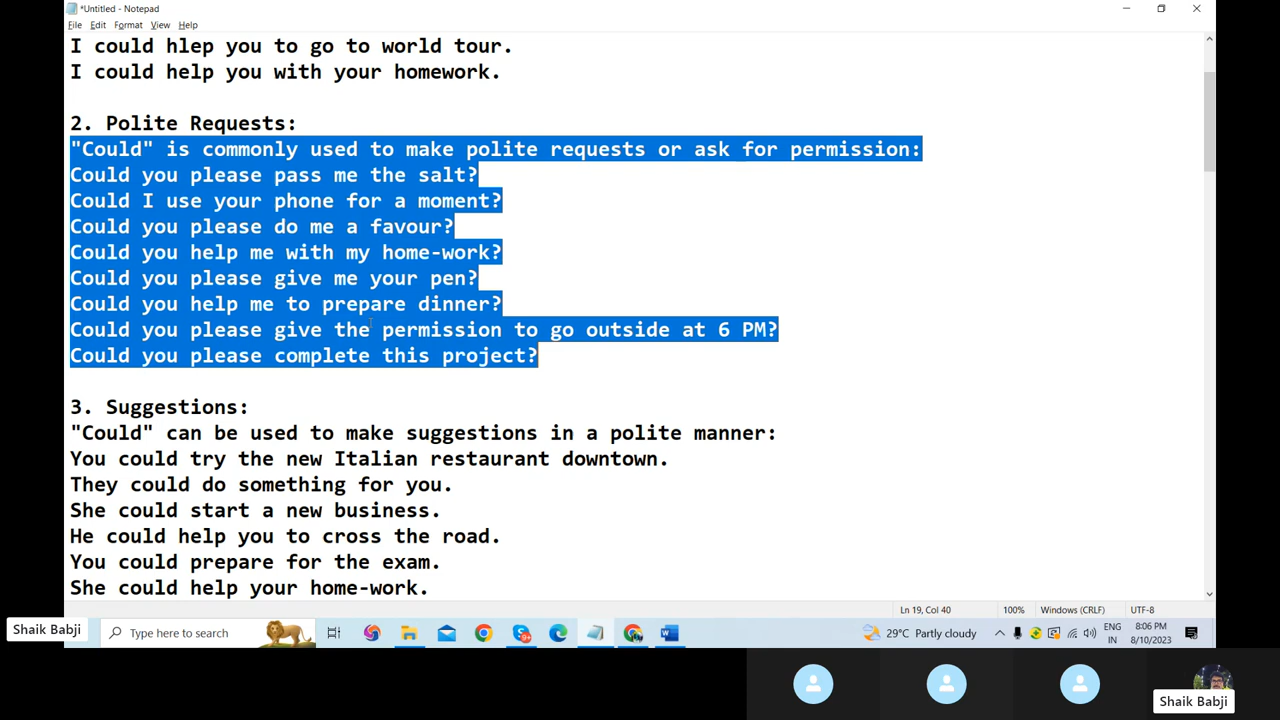 *Untitled - Notepad
File Edit Format View Help
I could hlep you to go to world tour.
I could help you with your homework.
2. Polite Requests:
"Could" is commonly used to make polite requests or ask for permission:
Could you please pass me the salt?
Could I use your phone for a moment?
Could you please do me a favour?
Could you help me with my home-work?
Could you please give me your pen?
Could you help me to prepare dinner?
Could you please give the permission to go outside at 6 PM?
Could you please complete this project?
3. Suggestions:
"Could" can be used to make suggestions in a polite manner:
You could try the new Italian restaurant downtown.
They could do something for you.
She could start a new business.
He could help you to cross the road.
You could prepare for the exam.
She could help your home-work.
Ln 19, Col 40 100% Windows (CRLF) UTF-8
Shaik Babji
Type here to search
29°C Partly cloudy
ENG
IN
8:06 PM
8/10/2023
Shaik Babji